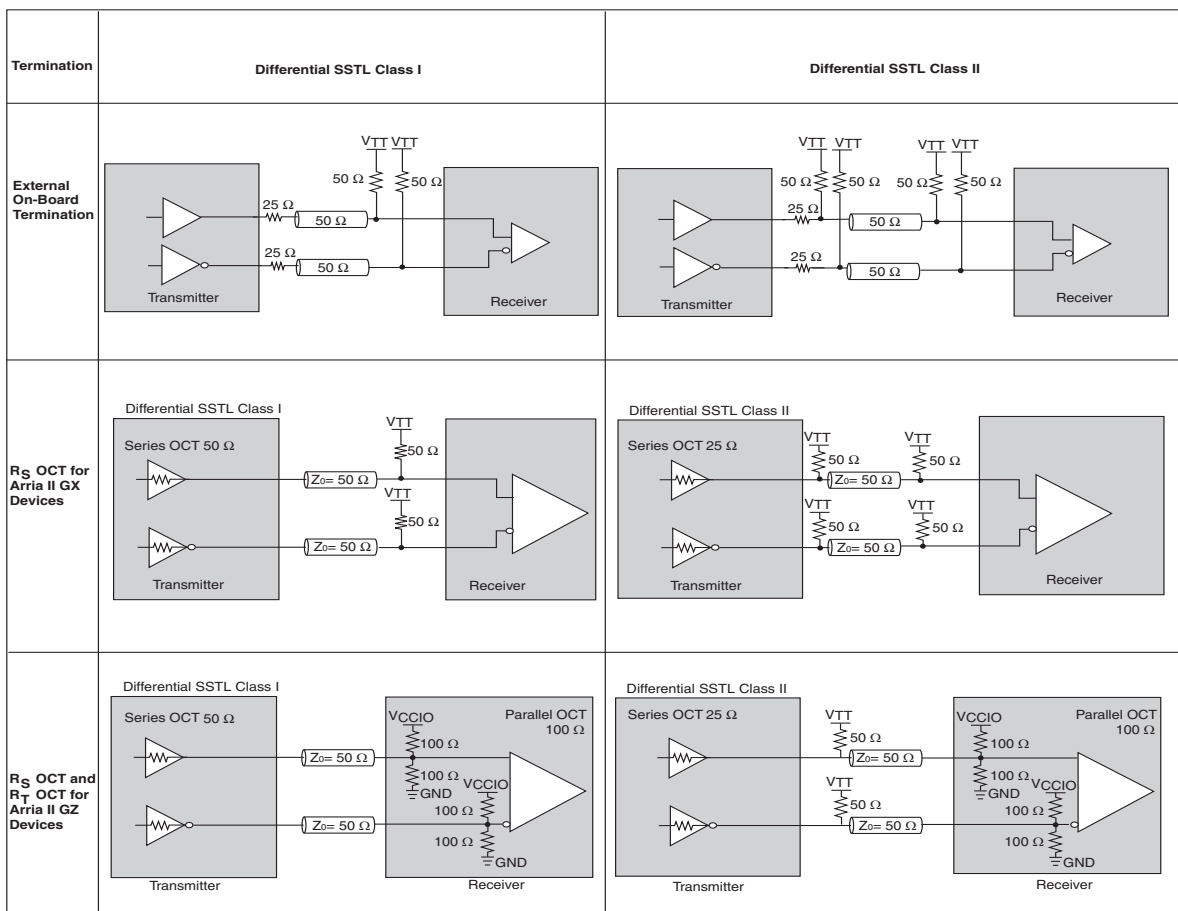 Termination
Differential SSTL Class I
Differential SSTL Class II
External
On-Board
Termination
VTT VTT
50 Ω 50 Ω
25 Ω
50 Ω
25 Ω
50 Ω
Transmitter
Receiver
VTT VTT
VTT VTT
50 Ω 50 Ω
50 Ω 50 Ω
25 Ω
50 Ω
25 Ω
50 Ω
Transmitter
Receiver
RS OCT for
Arria II GX
Devices
Differential SSTL Class I
Series OCT 50 Ω
VTT
50 Ω
Z0= 50 Ω
VTT
50 Ω
Z0= 50 Ω
Transmitter
Receiver
Differential SSTL Class II
Series OCT 25 Ω
VTT
50 Ω
VTT
50 Ω
Z0= 50 Ω
VTT
50 Ω
VTT
50 Ω
Z0= 50 Ω
Transmitter
Receiver
RS OCT and
RT OCT for
Arria II GZ
Devices
Differential SSTL Class I
Series OCT 50 Ω
Z0= 50 Ω
Z0= 50 Ω
Transmitter
VCCIO
Parallel OCT
100 Ω
100 Ω
100 Ω
GND
VCCIO
100 Ω
100 Ω
GND
Receiver
Differential SSTL Class II
Series OCT 25 Ω
VTT
50 Ω
Z0= 50 Ω
VTT
50 Ω
Z0= 50 Ω
Transmitter
VCCIO
Parallel OCT
100 Ω
100 Ω
100 Ω
GND
VCCIO
100 Ω
100 Ω
GND
Receiver